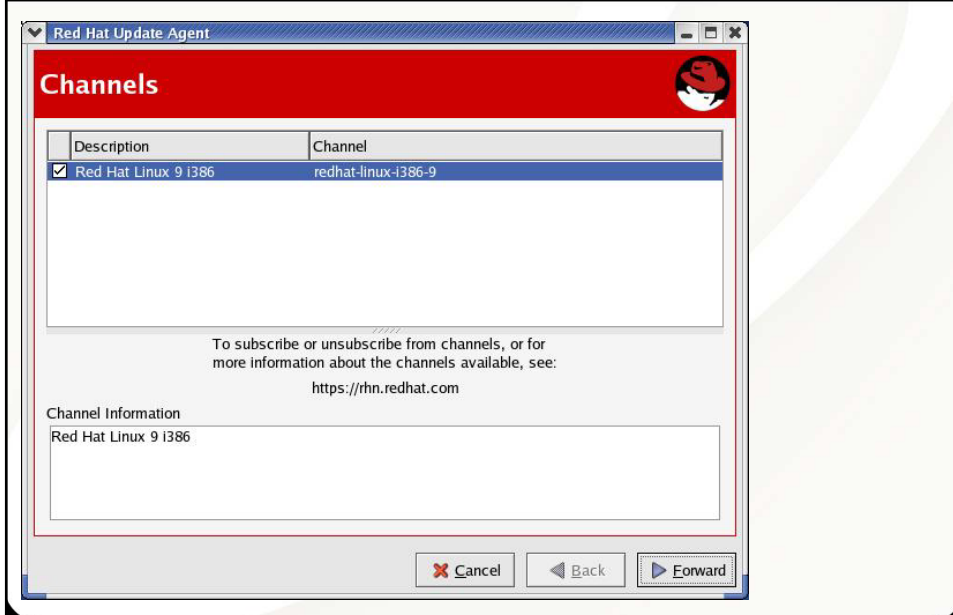 Red Hat Update Agent
Channels
Description Channel
Red Hat Linux 9 i386 redhat-linux-i386-9
To subscribe or unsubscribe from channels, or for
more information about the channels available, see:
https://rhn.redhat.com
Channel Information
Red Hat Linux 9 i386
Cancel Back Forward